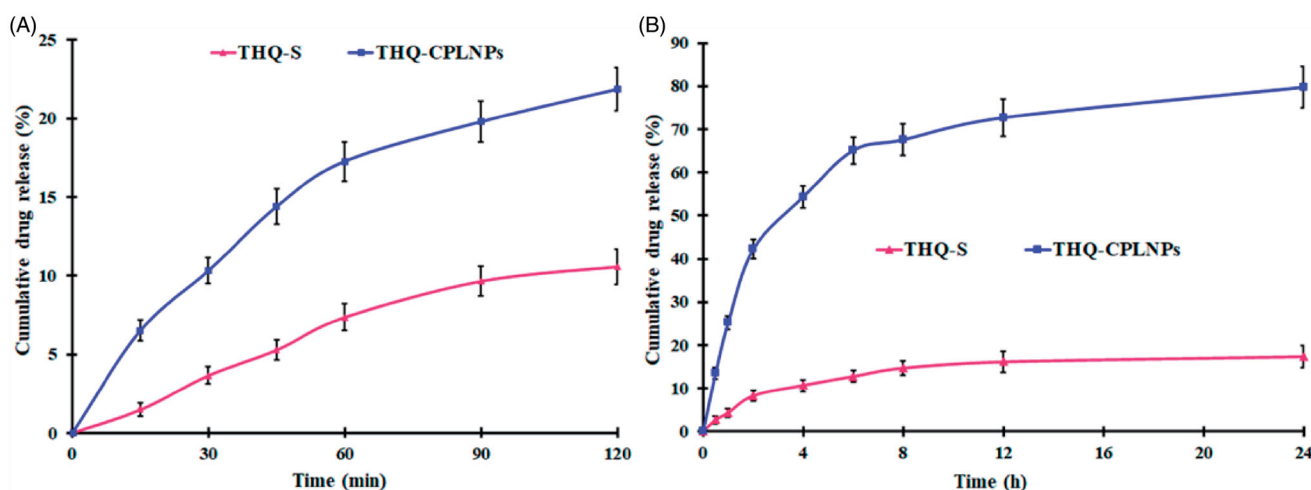 (A)
25
20
15
10
5
0
Cumulative drug release (%)
THQ-S
THQ-CPLNPs
0 30 60 90 120
Time (min)
(B)
90
80
70
60
50
40
30
20
10
0
Cumulative drug release (%)
THQ-S
THQ-CPLNPs
0 4 8 12 16 20 24
Time (h)